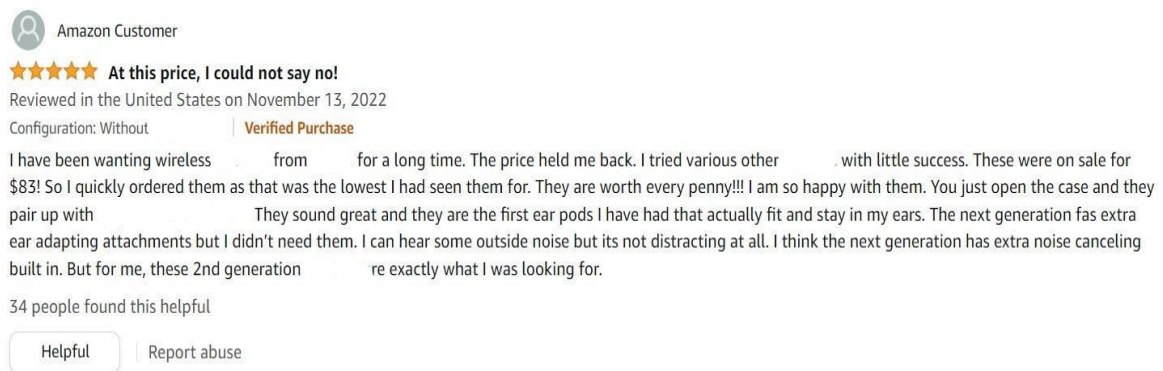 Amazon Customer
At this price, I could not say no!
Reviewed in the United States on November 13, 2022
Configuration: Without | Verified Purchase
I have been wanting wireless from for a long time. The price held me back. I tried various other with little success. These were on sale for
$83! So I quickly ordered them as that was the lowest I had seen them for. They are worth every penny!!! I am so happy with them. You just open the case and they
pair up with They sound great and they are the first ear pods I have had that actually fit and stay in my ears. The next generation fas extra
ear adapting attachments but I didn't need them. I can hear some outside noise but its not distracting at all. I think the next generation has extra noise canceling
built in. But for me, these 2nd generation re exactly what I was looking for.
34 people found this helpful
Helpful | Report abuse